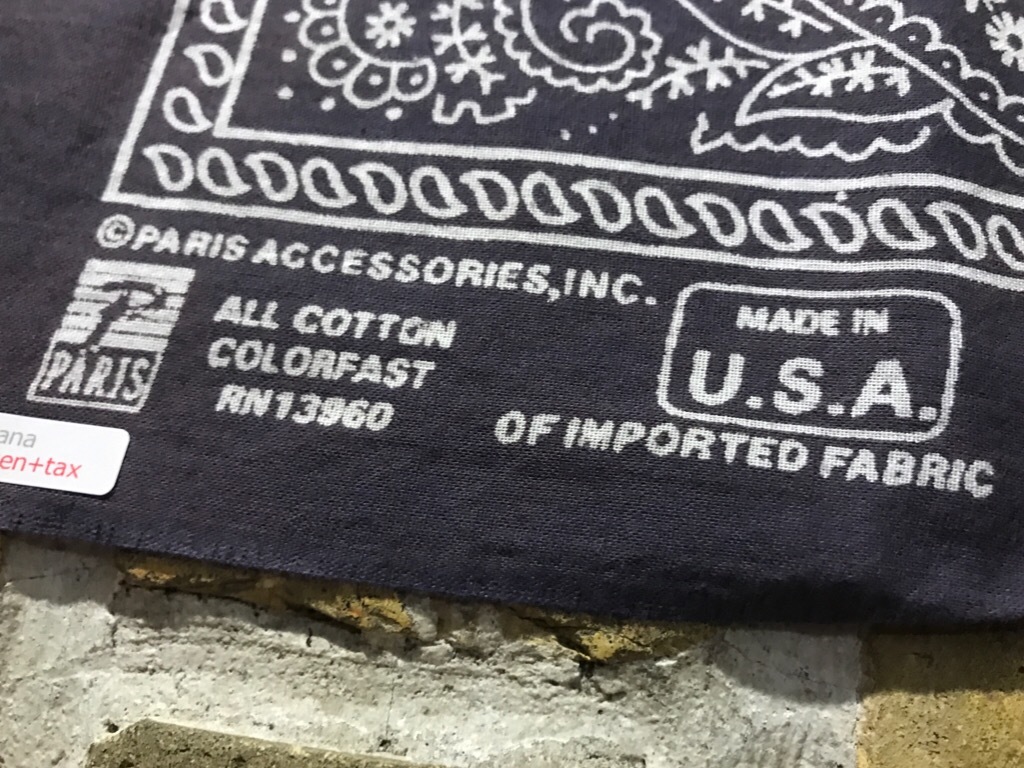 ©PARIS ACCESSORIES, INC.
PARIS
ALL COTTON
COLORFAST
RN13960
MADE IN
U.S.A.
OF IMPORTED FABRIC
ana
en+tax